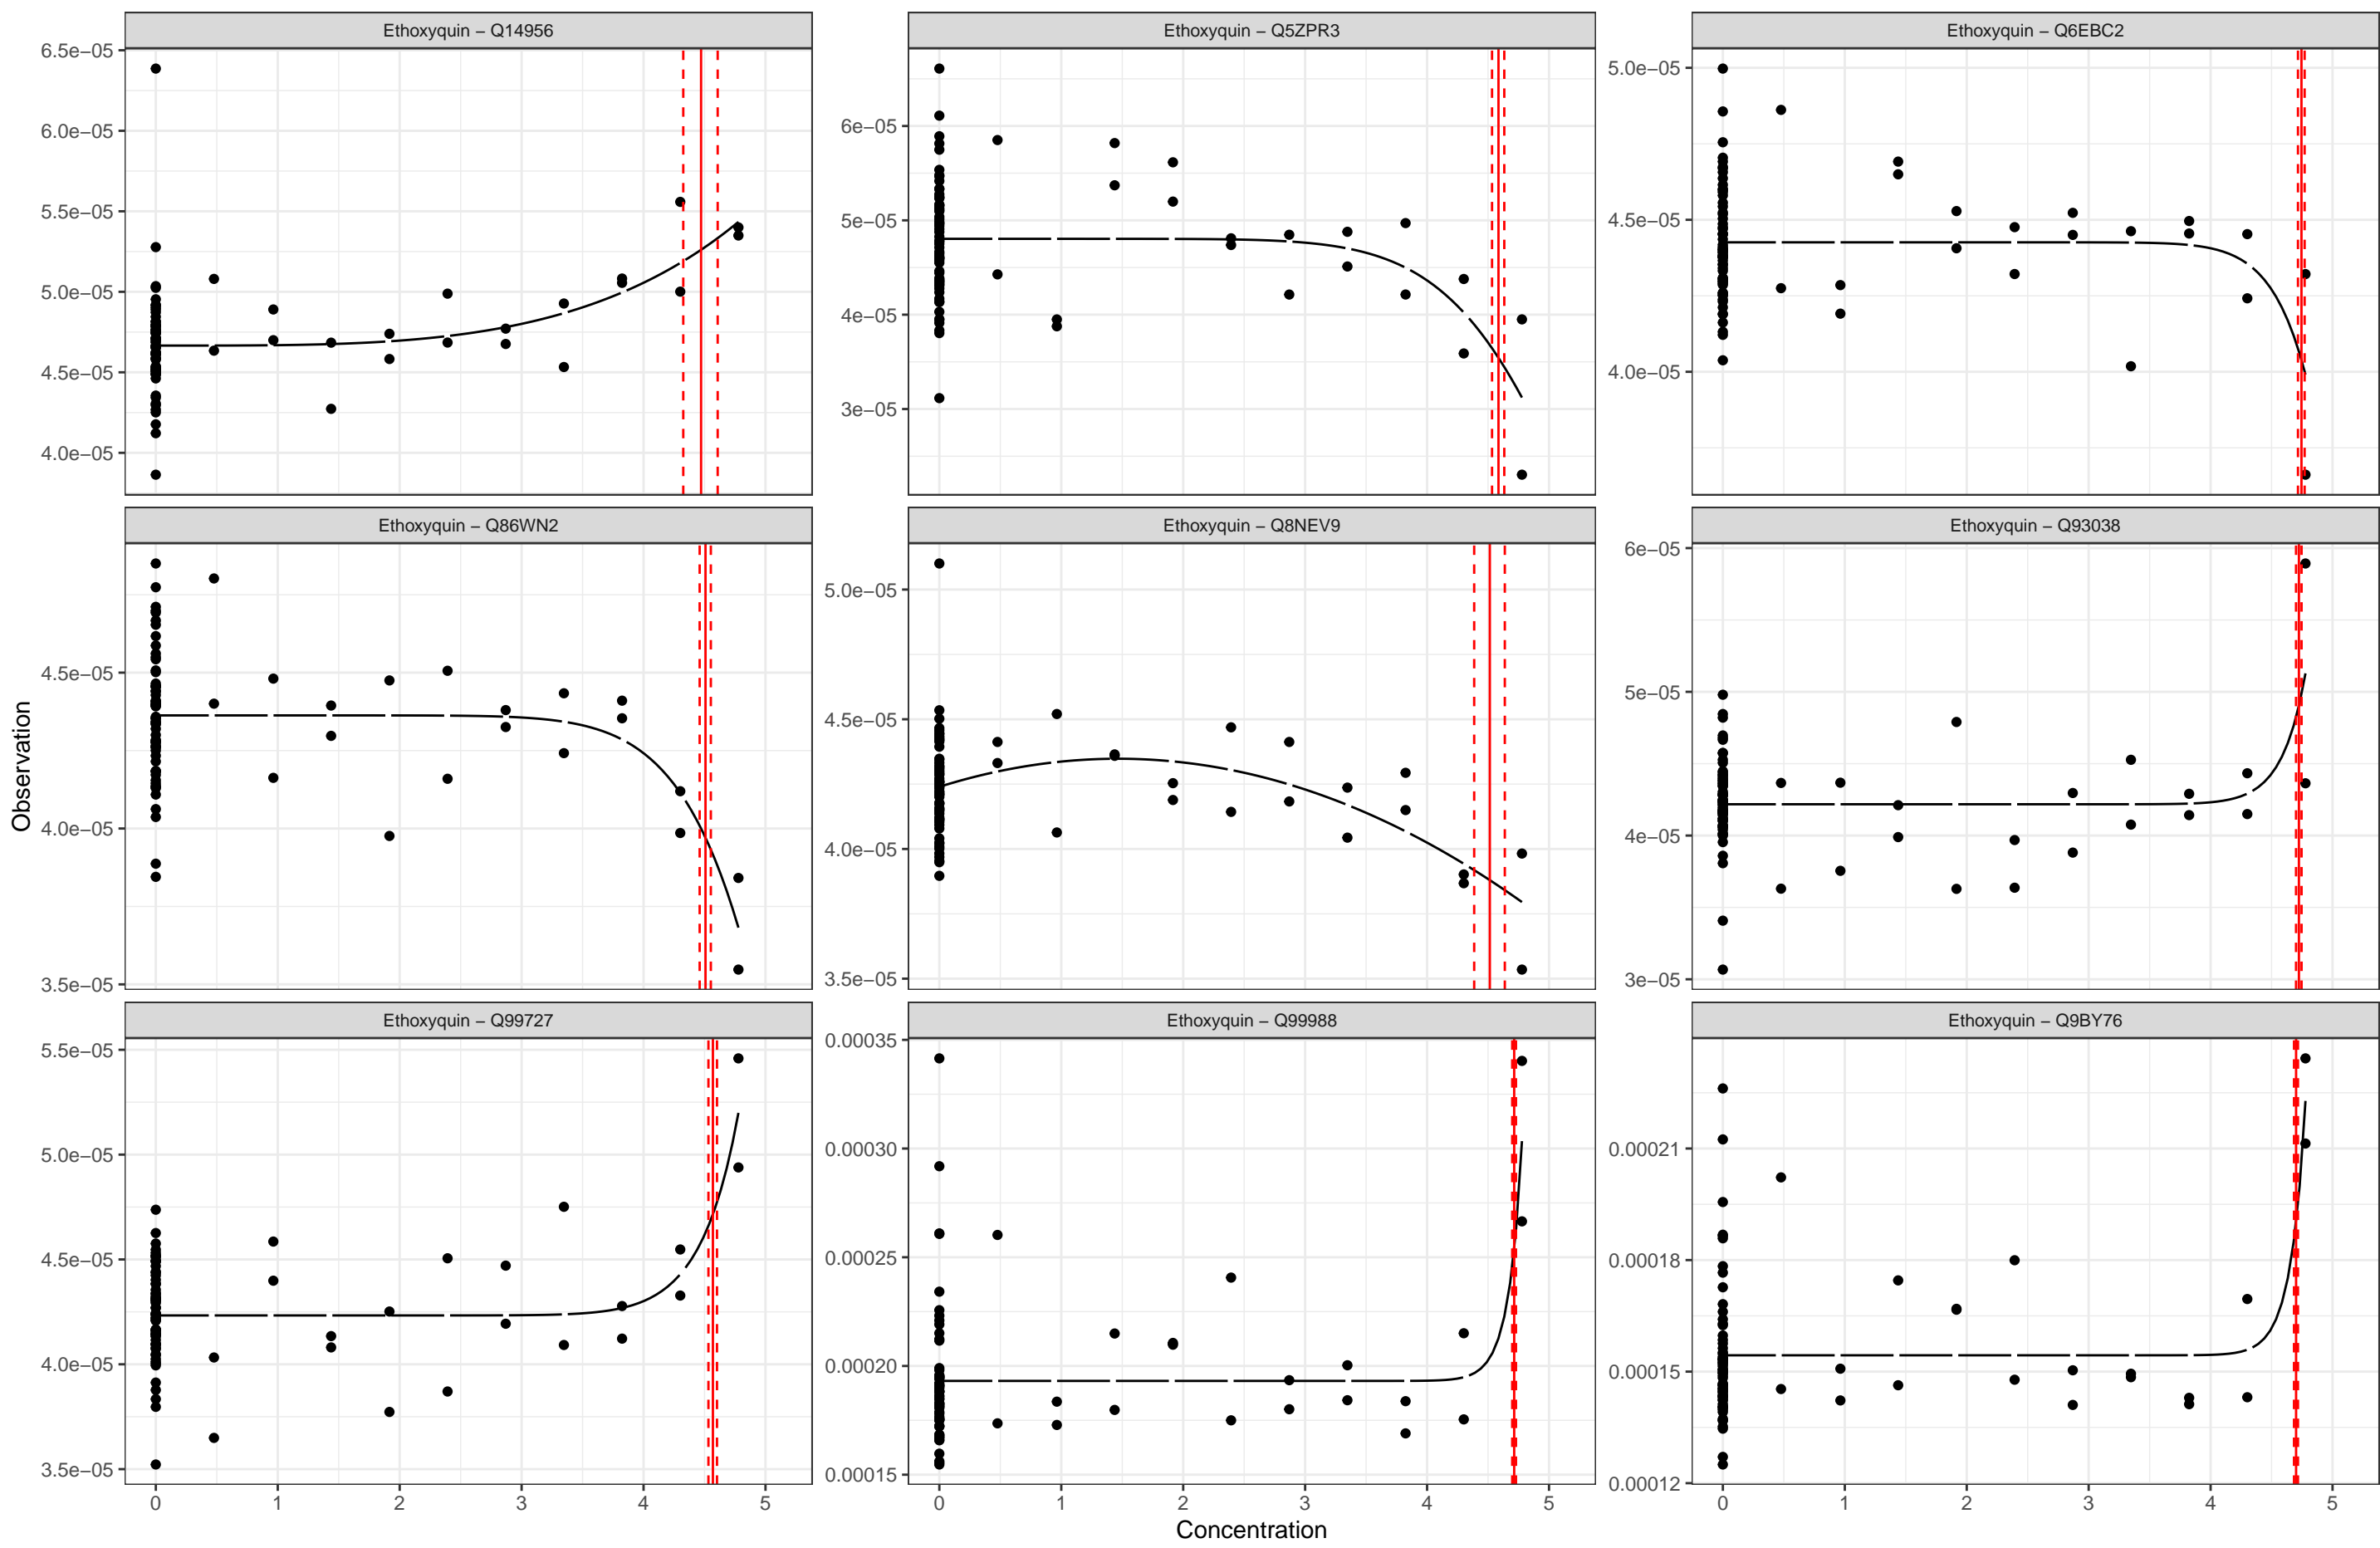 Ethoxyquin − Q14956
Ethoxyquin − Q5ZPR3
Ethoxyquin − Q6EBC2
6.5e−05
6.0e−05
5.5e−05
5.0e−05
4.5e−05
4.0e−05
6e−05
5e−05
4e−05
3e−05
5.0e−05
4.5e−05
4.0e−05
Ethoxyquin − Q86WN2
Ethoxyquin − Q8NEV9
Ethoxyquin − Q93038
4.5e−05
4.0e−05
3.5e−05
5.0e−05
4.5e−05
4.0e−05
3.5e−05
6e−05
5e−05
4e−05
3e−05
Ethoxyquin − Q99727
Ethoxyquin − Q99988
Ethoxyquin − Q9BY76
5.5e−05
5.0e−05
4.5e−05
4.0e−05
3.5e−05
0.00035
0.00030
0.00025
0.00020
0.00015
0.00021
0.00018
0.00015
0.00012
0 1 2 3 4 5
0 1 2 3 4 5
0 1 2 3 4 5
Concentration
Observation